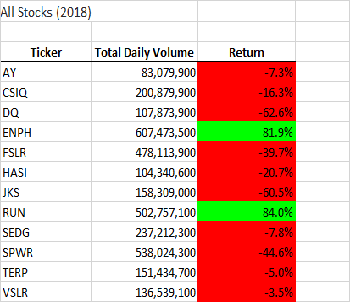 All Stocks (2018)
Ticker Total Daily Volume Return
AY 83,079,900 -7.3%
CSIQ 200,879,900 -16.3%
DQ 107,873,900 -62.6%
ENPH 607,473,500 81.9%
FSLR 478,113,900 -39.7%
HASI 104,340,600 -20.7%
JKS 158,309,000 -60.5%
RUN 502,757,100 84.0%
SEDG 237,212,300 -7.8%
SPWR 538,024,300 -44.6%
TERP 151,434,700 -5.0%
VSLR 136,539,100 -3.5%